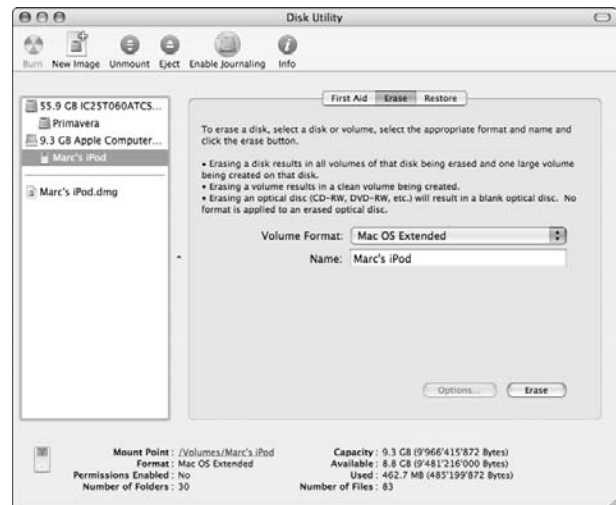 Disk Utility
Burn New Image Unmount Eject Enable Journaling Info
55.9 GB IC25T060ATCS...
Primavera
9.3 GB Apple Computer...
Marc's iPod
Marc's iPod.dmg
First Aid Erase Restore
To erase a disk, select a disk or volume, select the appropriate format and name and
click the erase button.
• Erasing a disk results in all volumes of that disk being erased and one large volume
being created on that disk.
• Erasing a volume results in a clean volume being created.
• Erasing an optical disc (CD-RW, DVD-RW, etc.) will result in a blank optical disc. No
format is applied to an erased optical disc.
Volume Format: Mac OS Extended
Name: Marc's iPod
Options... Erase
Mount Point : /Volumes/Marc's iPod
Format : Mac OS Extended
Permissions Enabled : No
Number of Folders : 30
Capacity : 9.3 GB (9'966'415'872 Bytes)
Available : 8.8 GB (9'481'216'000 Bytes)
Used : 462.7 MB (485'199'872 Bytes)
Number of Files : 83